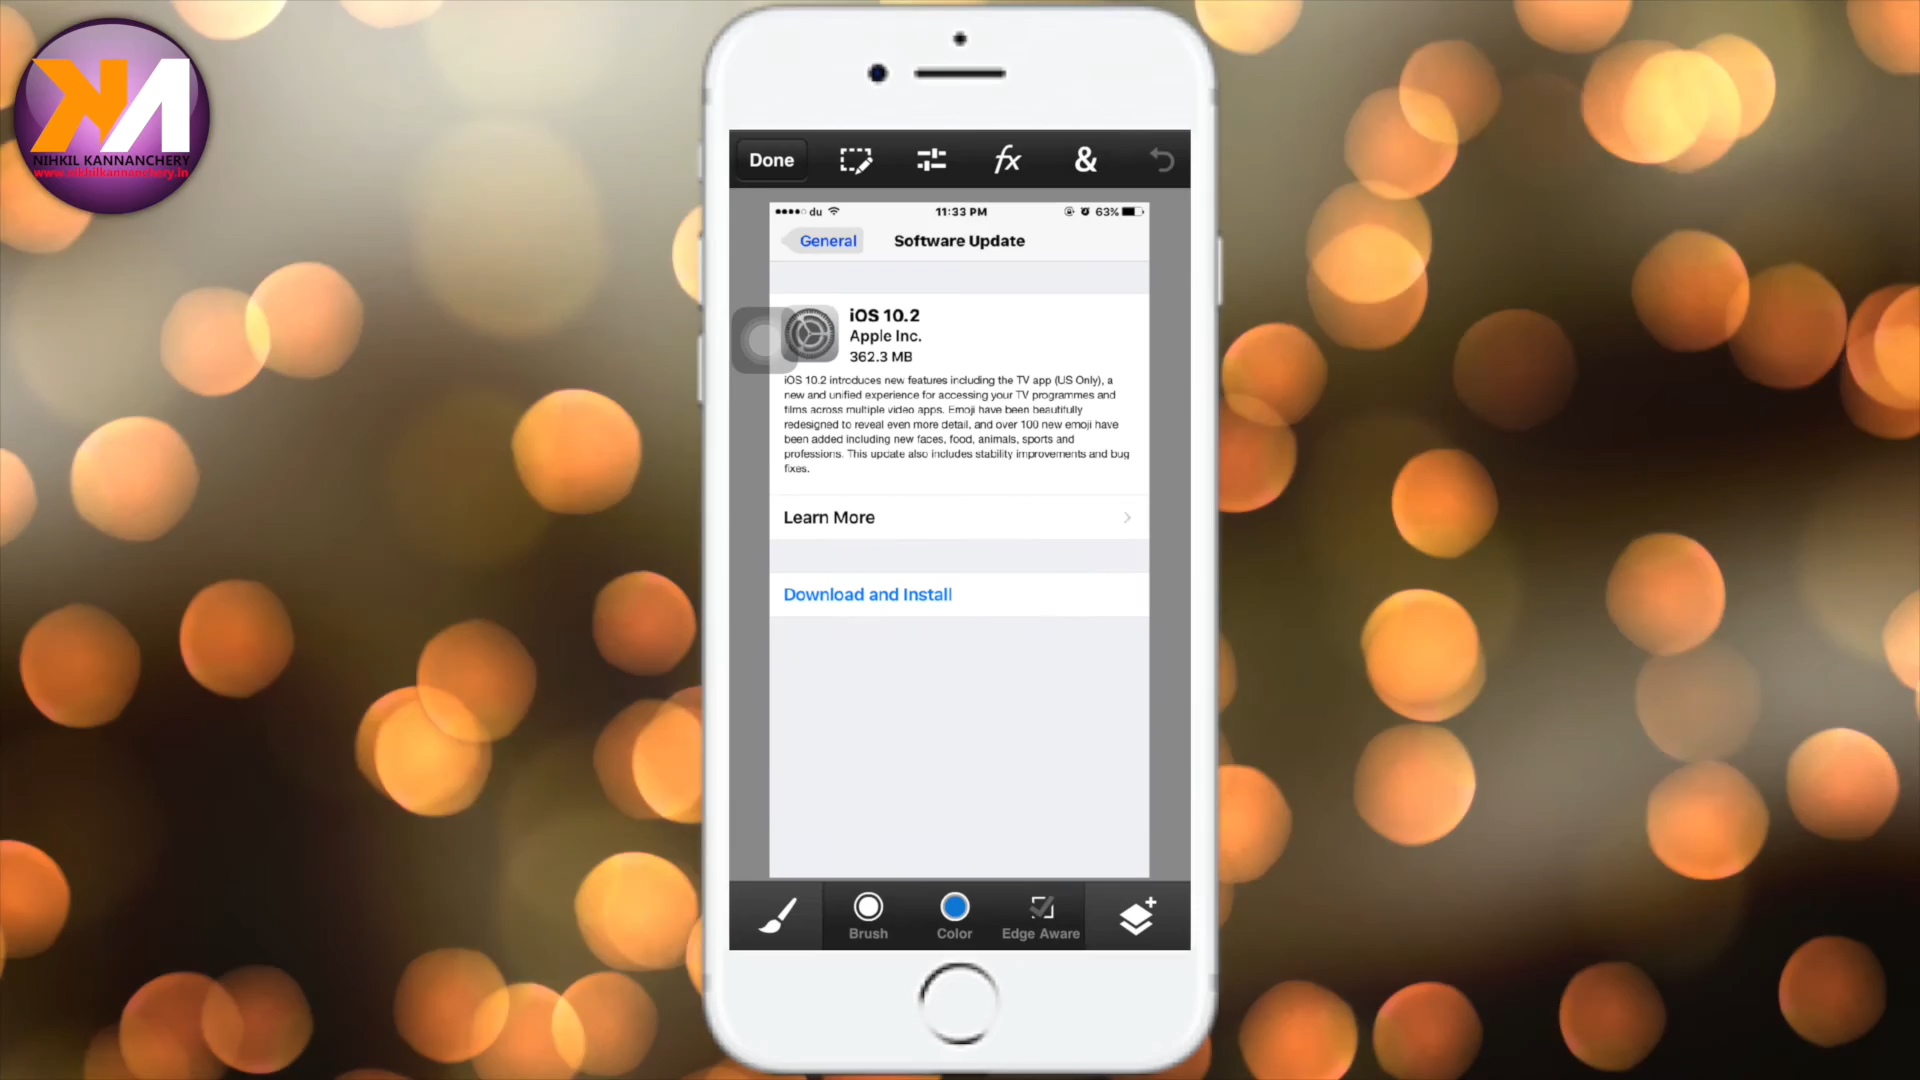 NIHKIL KANNANCHERY
www.nikhilkannanchery.in
Done
fx
&
du
11:33 PM
63%
General
Software Update
iOS 10.2
Apple Inc.
362.3 MB
iOS 10.2 introduces new features including the TV app (US Only), a
new and unified experience for accessing your TV programmes and
films across multiple video apps. Emoji have been beautifully
redesigned to reveal even more detail, and over 100 new emoji have
been added including new faces, food, animals, sports and
professions. This update also includes stability improvements and bug
fixes.
Learn More
Download and Install
Brush
Color
Edge Aware